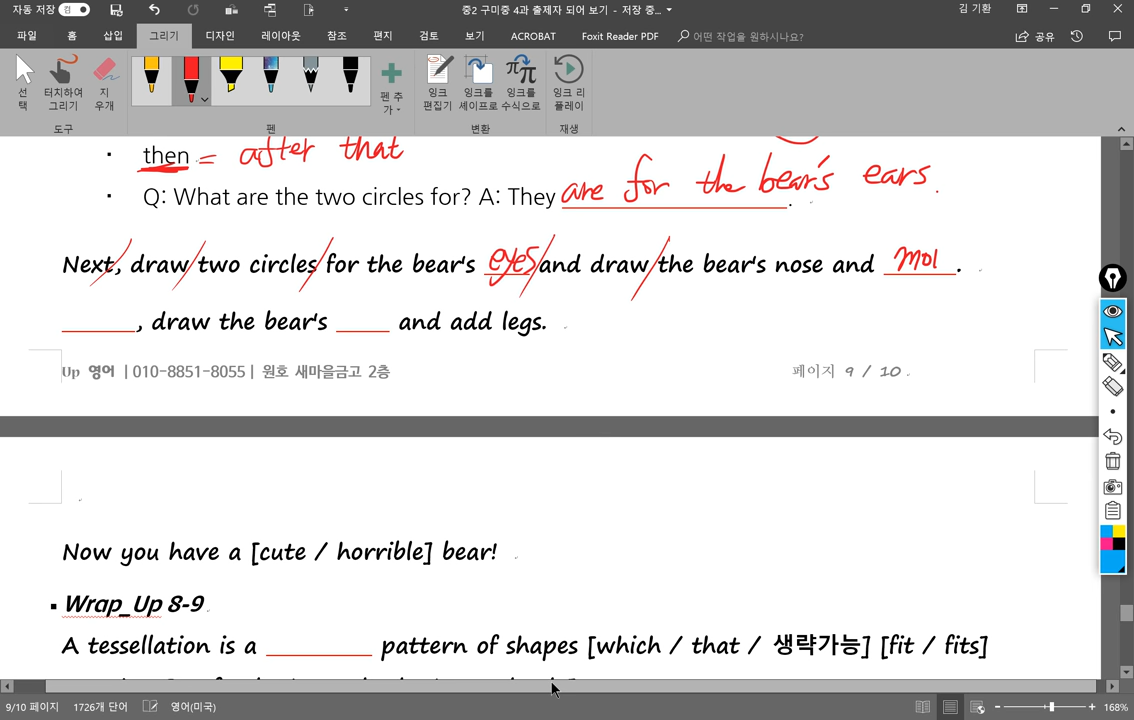 자동 저장 컴 중2 구미중 4과 출제자 되어 보기 - 저장 중... 김 기환
파일 홈 삽입 그리기 디자인 레이아웃 참조 편지 검토 보기 ACROBAT Foxit Reader PDF 어떤 작업을 원하시나요? 공유
선택 터치하여 그리기 지우개 펜 추가 잉크 편집기 잉크를 셰이프로 잉크를 수식으로 잉크 리플레이
도구 펜 변환 재생
· then = after that
· Q: What are the two circles for? A: They are for the bear's ears.
Next, draw two circles for the bear's eyes and draw the bear's nose and mo .
______, draw the bear's ____ and add legs.
Up 영어 | 010-8851-8055 | 원호 새마을금고 2층 페이지 9 / 10
Now you have a [cute / horrible] bear!
▪ Wrap_Up 8-9
A tessellation is a ________ pattern of shapes [which / that / 생략가능] [fit / fits]
9/10 페이지 1726개 단어 영어(미국) 168%